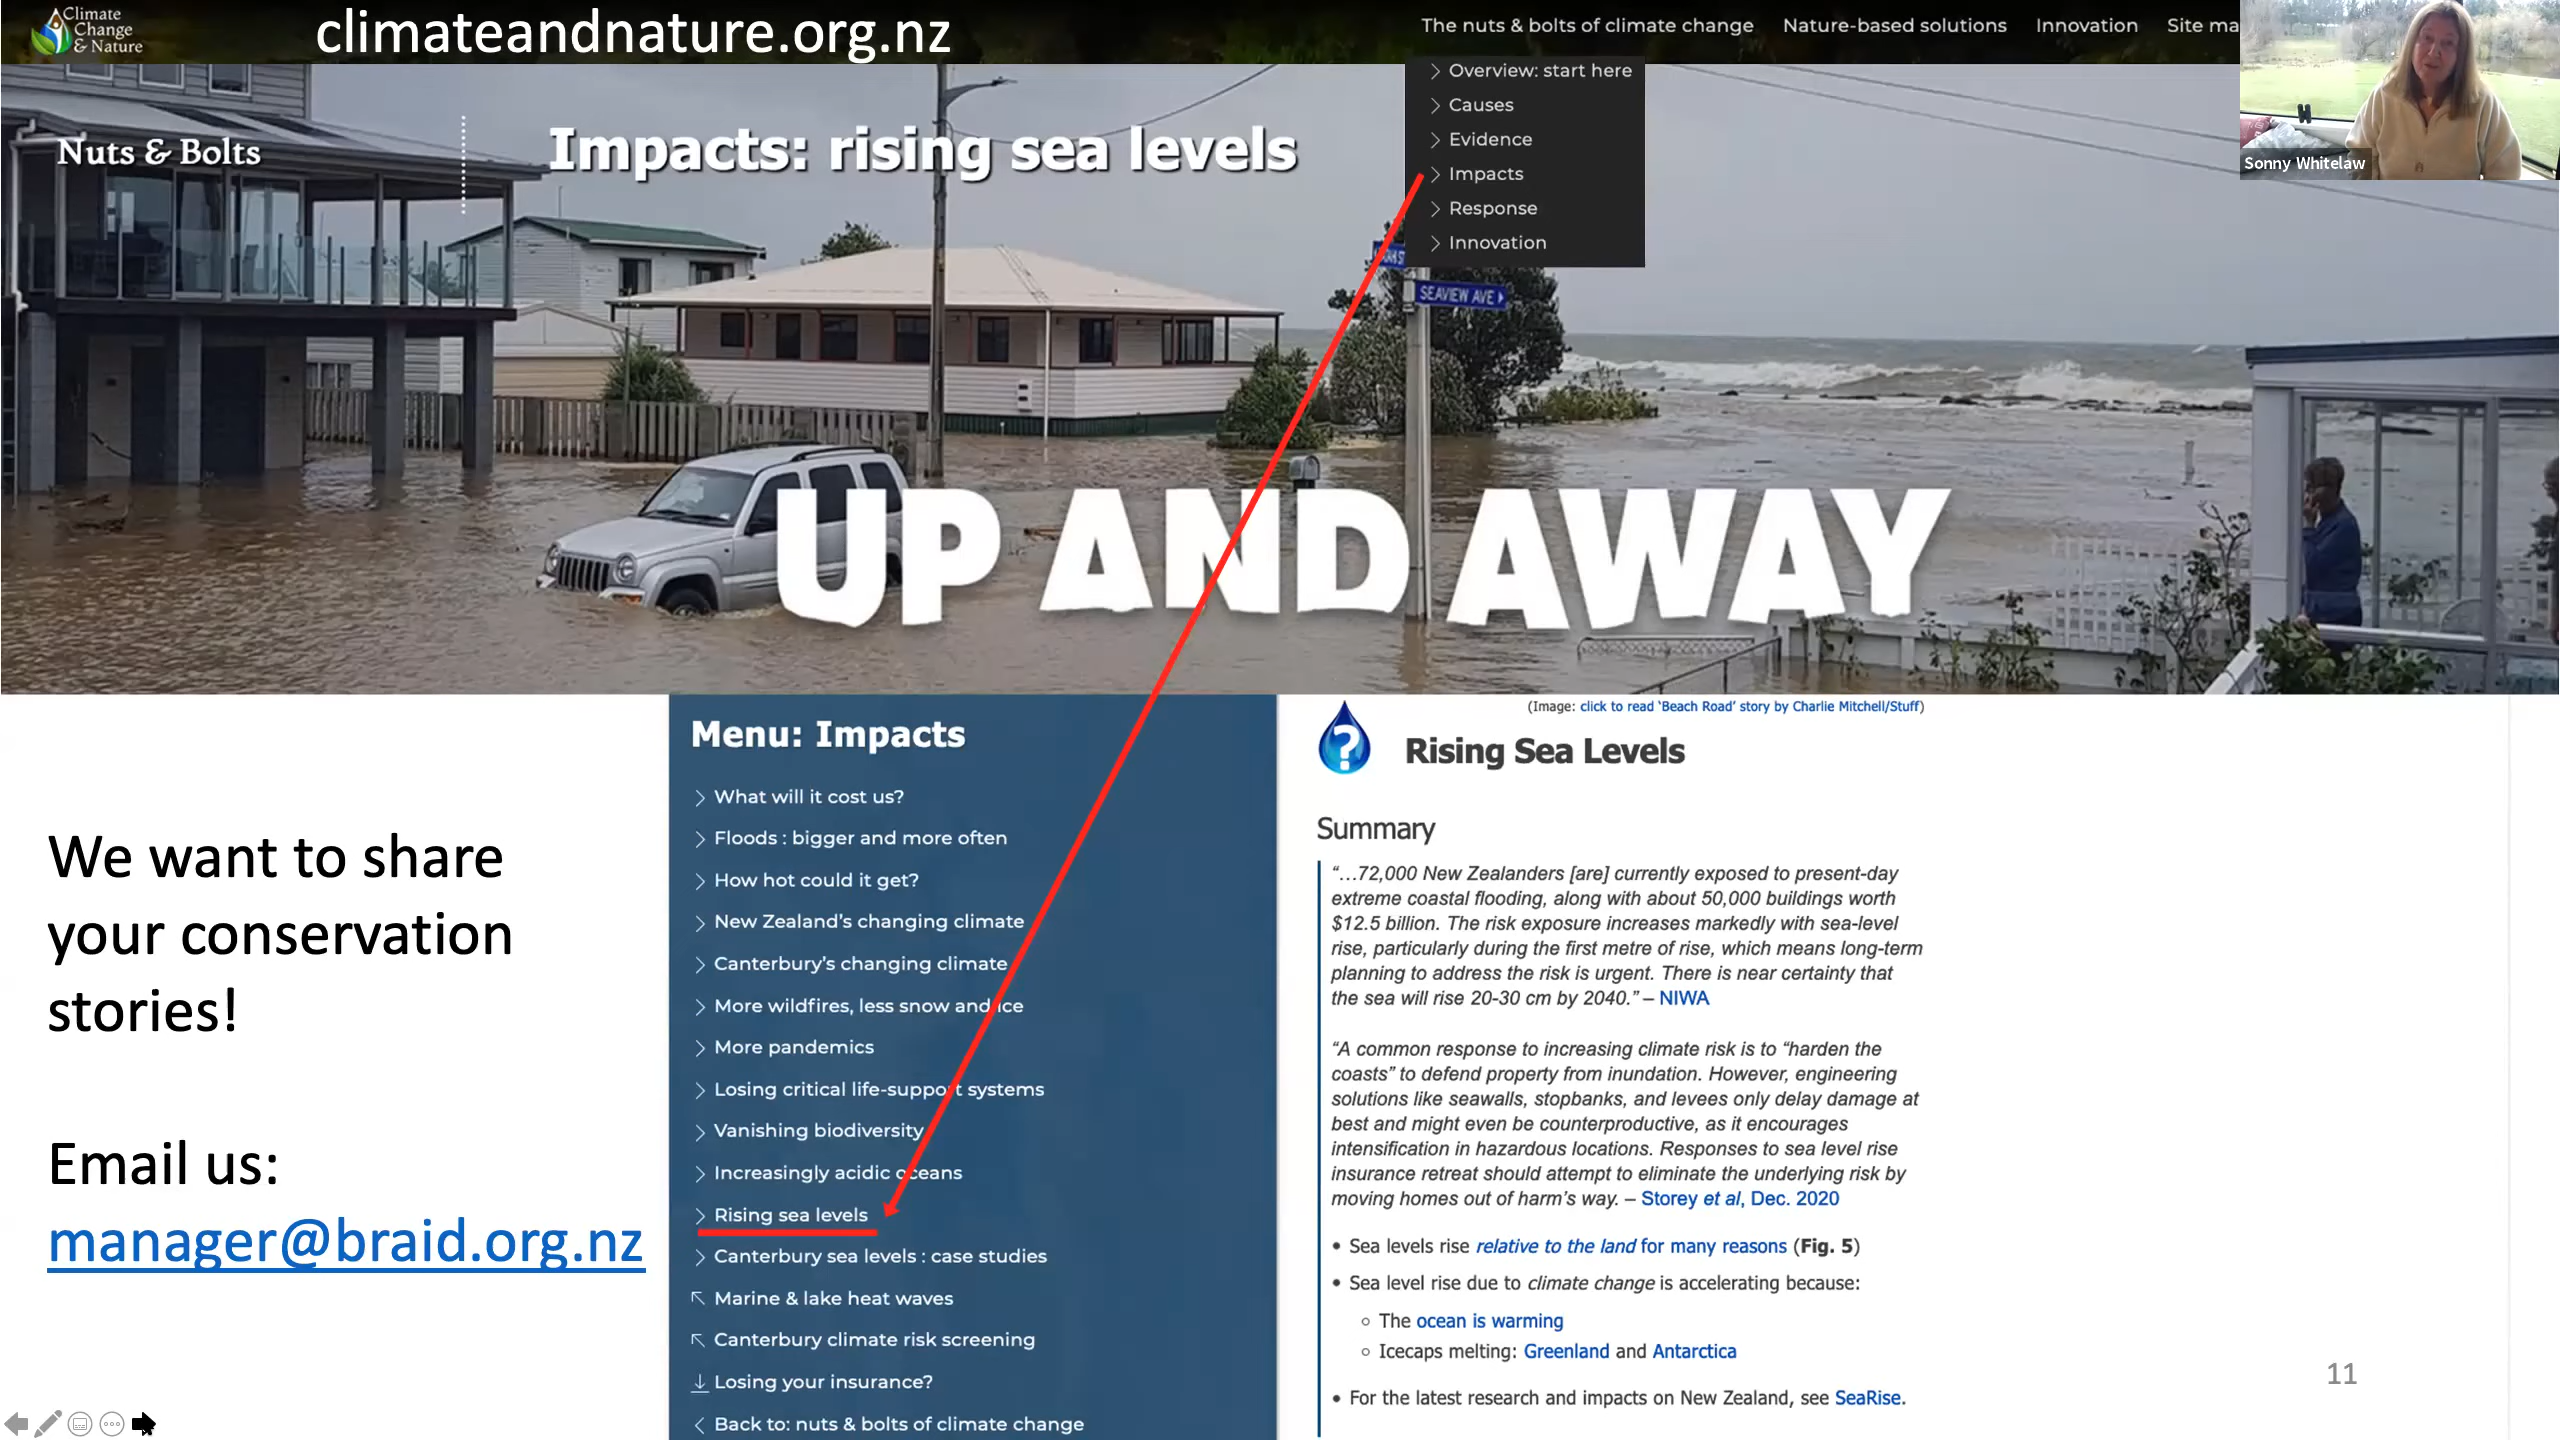 Climate
Change
& Nature
climateandnature.org.nz
The nuts & bolts of climate change
Nature-based solutions
Innovation
Site ma
Overview: start here
Causes
Evidence
Impacts
Response
Innovation
Sonny Whitelaw
Nuts & Bolts
Impacts: rising sea levels
SEAVIEW AVE
UP AND AWAY
We want to share
your conservation
stories!
Email us:
manager@braid.org.nz
Menu: Impacts
What will it cost us?
Floods : bigger and more often
How hot could it get?
New Zealand's changing climate
Canterbury's changing climate
More wildfires, less snow and ice
More pandemics
Losing critical life-support systems
Vanishing biodiversity
Increasingly acidic oceans
Rising sea levels
Canterbury sea levels : case studies
Marine & lake heat waves
Canterbury climate risk screening
Losing your insurance?
Back to: nuts & bolts of climate change
(Image: click to read ‘Beach Road’ story by Charlie Mitchell/Stuff)
?
Rising Sea Levels
Summary
“…72,000 New Zealanders [are] currently exposed to present-day
extreme coastal flooding, along with about 50,000 buildings worth
$12.5 billion. The risk exposure increases markedly with sea-level
rise, particularly during the first metre of rise, which means long-term
planning to address the risk is urgent. There is near certainty that
the sea will rise 20-30 cm by 2040.” – NIWA
“A common response to increasing climate risk is to “harden the
coasts” to defend property from inundation. However, engineering
solutions like seawalls, stopbanks, and levees only delay damage at
best and might even be counterproductive, as it encourages
intensification in hazardous locations. Responses to sea level rise
insurance retreat should attempt to eliminate the underlying risk by
moving homes out of harm's way. – Storey et al, Dec. 2020
• Sea levels rise relative to the land for many reasons (Fig. 5)
• Sea level rise due to climate change is accelerating because:
○ The ocean is warming
○ Icecaps melting: Greenland and Antarctica
• For the latest research and impacts on New Zealand, see SeaRise.
11